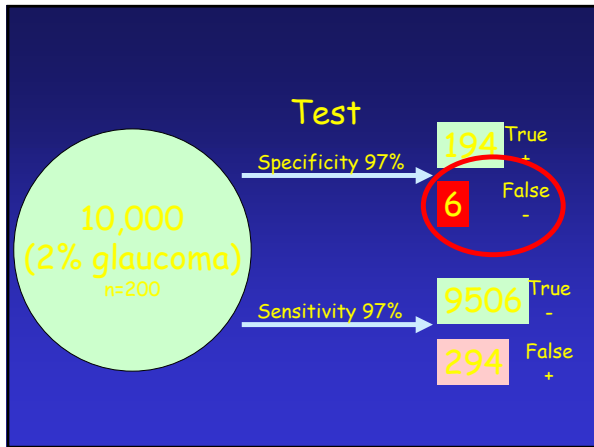 Test
10,000
(2% glaucoma)
n=200
Specificity 97%
194
True
+
6
False
-
Sensitivity 97%
9506
True
-
294
False
+